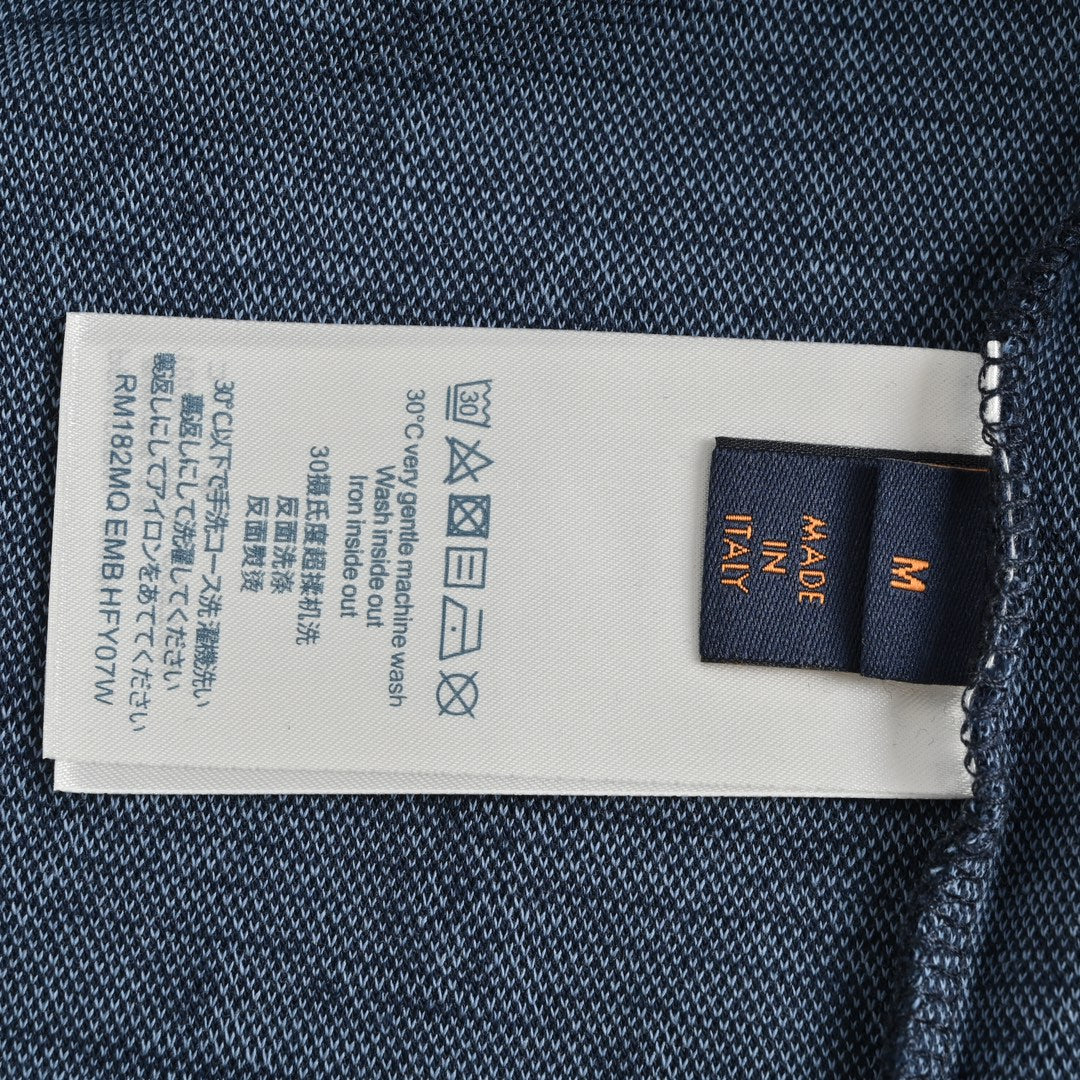 M
MADE
IN
ITALY
30
30°C very gentle machine wash
Wash inside out
Iron inside out
30摄氏度超揉机洗
反面洗涤
反面熨烫
30℃以下で手洗コース洗濯機洗い
裏返しにして洗濯してください
裏返しにしてアイロンをあててください
RM182MQ EMB HFY07W